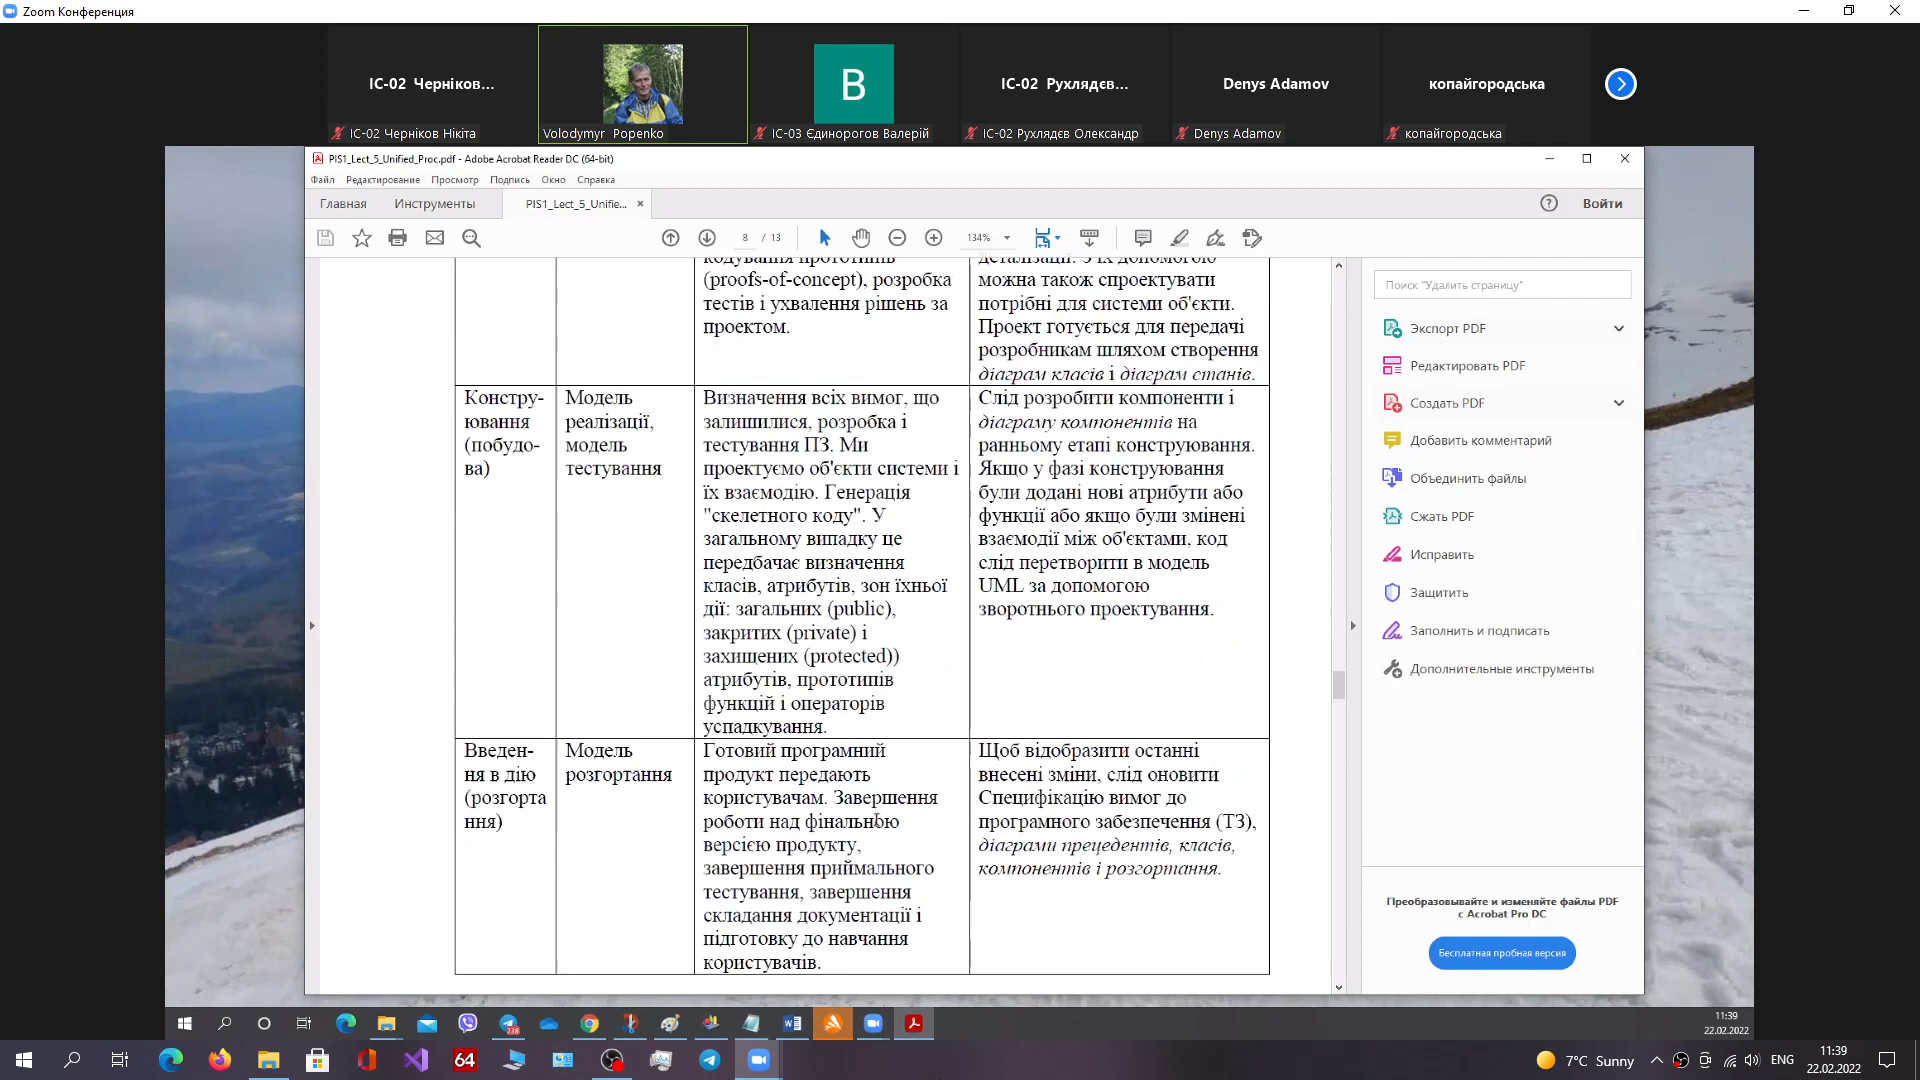 Zoom Конференция
ІС-02 Черніков...
B
ІС-02 Рухлядєв...
Denys Adamov
копайгородська
ІС-02 Черніков Нікіта
Volodymyr Popenko
ІС-03 Єдинорогов Валерій
ІС-02 Рухлядєв Олександр
Denys Adamov
копайгородська
PIS1_Lect_5_Unified_Proc.pdf - Adobe Acrobat Reader DC (64-bit)
Файл Редактирование Просмотр Подпись Окно Справка
Главная Инструменты PIS1_Lect_5_Unifie... Войти
8 / 13 134%
кодування прототипів
(proofs-of-concept), розробка
тестів і ухвалення рішень за
проектом.
деталізації. З їх допомогою
можна також спроектувати
потрібні для системи об'єкти.
Проект готується для передачі
розробникам шляхом створення
діаграм класів і діаграм станів.
Констру-
ювання
(побудо-
ва)
Модель
реалізації,
модель
тестування
Визначення всіх вимог, що
залишилися, розробка і
тестування ПЗ. Ми
проектуємо об'єкти системи і
їх взаємодію. Генерація
"скелетного коду". У
загальному випадку це
передбачає визначення
класів, атрибутів, зон їхньої
дії: загальних (public),
закритих (private) і
захищених (protected))
атрибутів, прототипів
функцій і операторів
успадкування.
Слід розробити компоненти і
діаграму компонентів на
ранньому етапі конструювання.
Якщо у фазі конструювання
були додані нові атрибути або
функції або якщо були змінені
взаємодії між об'єктами, код
слід перетворити в модель
UML за допомогою
зворотнього проектування.
Введен-
ня в дію
(розгорта
ння)
Модель
розгортання
Готовий програмний
продукт передають
користувачам. Завершення
роботи над фінальною
версією продукту,
завершення приймального
тестування, завершення
складання документації і
підготовку до навчання
користувачів.
Щоб відобразити останні
внесені зміни, слід оновити
Специфікацію вимог до
програмного забезпечення (ТЗ),
діаграми прецедентів, класів,
компонентів і розгортання.
Поиск "Удалить страницу"
Экспорт PDF
Редактировать PDF
Создать PDF
Добавить комментарий
Объединить файлы
Сжать PDF
Исправить
Защитить
Заполнить и подписать
Дополнительные инструменты
Преобразовывайте и изменяйте файлы PDF
с Acrobat Pro DC
Бесплатная пробная версия
11:39
22.02.2022
64
7°C Sunny
ENG
11:39
22.02.2022